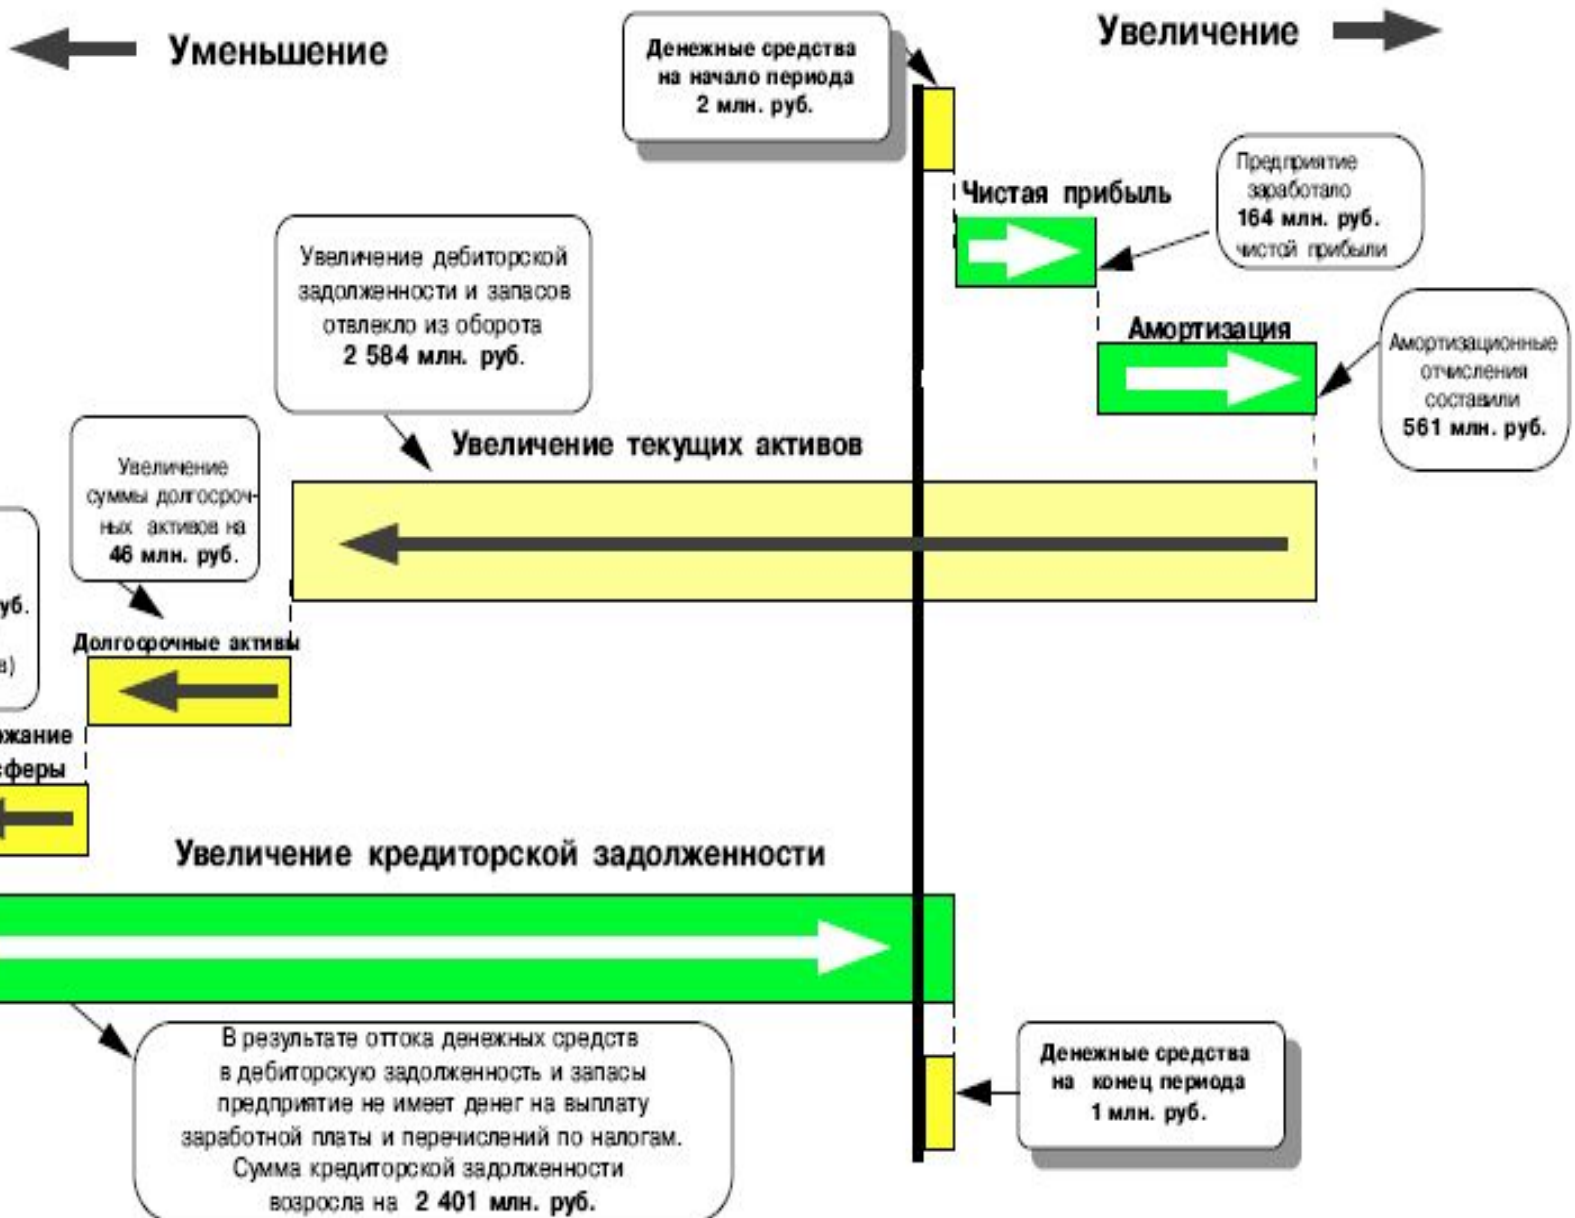 Уменьшение
Увеличение
Денежные средства
на начало периода
2 млн. руб.
Чистая прибыль
Предприятие
заработало
164 млн. руб.
чистой прибыли
Увеличение дебиторской
задолженности и запасов
отвлекло из оборота
2 584 млн. руб.
Амортизация
Амортизационные
отчисления
составили
561 млн. руб.
Увеличение текущих активов
Увеличение
суммы долгосроч-
ных активов на
46 млн. руб.
уб.
в)
Долгосрочные активы
жание
сферы
Увеличение кредиторской задолженности
В результате оттока денежных средств
в дебиторскую задолженность и запасы
предприятие не имеет денег на выплату
заработной платы и перечислений по налогам.
Сумма кредиторской задолженности
возросла на 2 401 млн. руб.
Денежные средства
на конец периода
1 млн. руб.